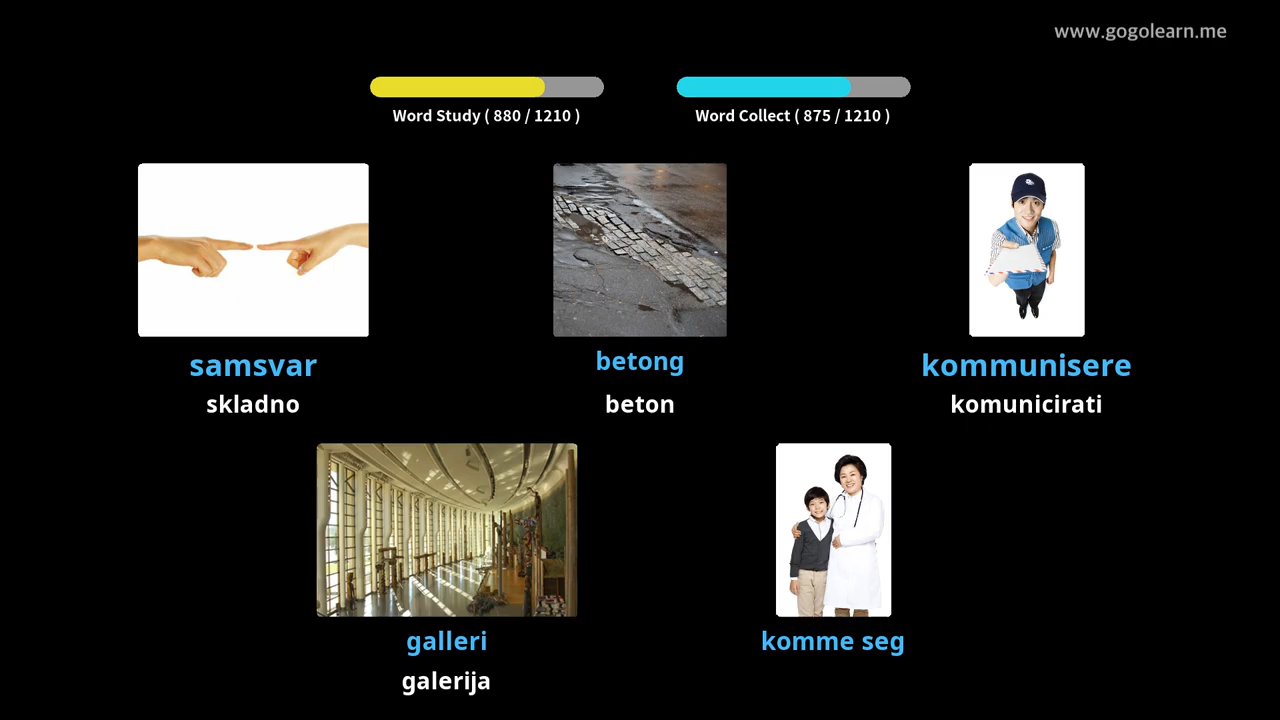 www.gogolearn.me
Word Study ( 880 / 1210 )
Word Collect ( 875 / 1210 )
samsvar
skladno
betong
beton
kommunisere
komunicirati
galleri
galerija
komme seg